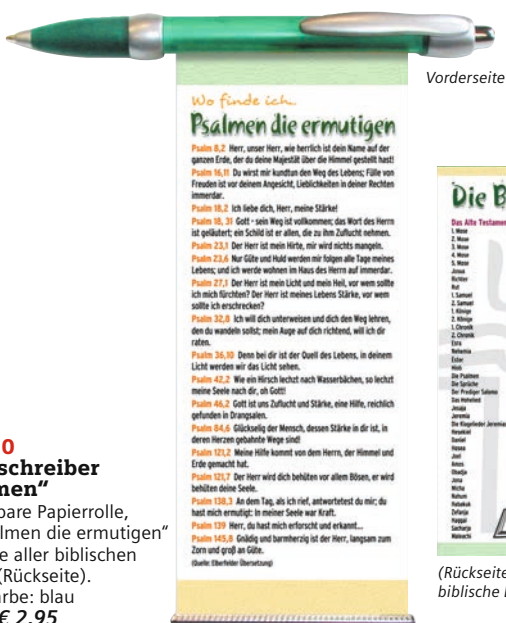 Vorderseite
Wo finde ich..
Psalmen die ermutigen
Psalm 8,2 Herr, unser Herr, wie herrlich ist dein Name auf der
ganzen Erde, der du deine Majestät über die Himmel gestellt hast!
Psalm 16,11 Du wirst mir kundtun den Weg des Lebens; Fülle von
Freuden ist vor deinem Angesicht, Lieblichkeiten in deiner Rechten
immerdar.
Psalm 18,2 Ich liebe dich, Herr, meine Stärke!
Psalm 18, 31 Gott - sein Weg ist vollkommen; das Wort des Herrn
ist geläutert; ein Schild ist er allen, die zu ihm Zuflucht nehmen.
Psalm 23,1 Der Herr ist mein Hirte, mir wird nichts mangeln.
Psalm 23,6 Nur Güte und Huld werden mir folgen alle Tage meines
Lebens; und ich werde wohnen im Haus des Herrn auf immerdar.
Psalm 27,1 Der Herr ist mein Licht und mein Heil, vor wem sollte
ich mich fürchten? Der Herr ist meines Lebens Stärke, vor wem
sollte ich erschrecken?
Psalm 32,8 Ich will dich unterweisen und dich den Weg lehren,
den du wandeln sollst; mein Auge auf dich richtend, will ich dir
raten.
Psalm 36,10 Denn bei dir ist der Quell des Lebens, in deinem
Licht werden wir das Licht sehen.
Psalm 42,2 Wie ein Hirsch lechzt nach Wasserbächen, so lechzt
meine Seele nach dir, oh Gott!
Psalm 46,2 Gott ist uns Zuflucht und Stärke, eine Hilfe, reichlich
gefunden in Drangsalen.
Psalm 84,6 Glückselig der Mensch, dessen Stärke in dir ist, in
deren Herzen gebahnte Wege sind!
Psalm 121,2 Meine Hilfe kommt von dem Herrn, der Himmel und
Erde gemacht hat.
Psalm 121,7 Der Herr wird dich behüten vor allem Bösen, er wird
behüten deine Seele.
Psalm 138,3 An dem Tag, als ich rief, antwortetest du mir; du
hast mich ermutigt: In meiner Seele war Kraft.
Psalm 139 Herr, du hast mich erforscht und erkannt...
Psalm 145,8 Gnädig und barmherzig ist der Herr, langsam zum
Zorn und groß an Güte.
(Quelle: Elberfelder Übersetzung)
Die B
Das Alte Testamen
1. Mose
2. Mose
3. Mose
4. Mose
5. Mose
Josua
Richter
Rut
1. Samuel
2. Samuel
1. Könige
2. Könige
1. Chronik
2. Chronik
Esra
Nehemia
Ester
Hiob
Die Psalmen
Die Sprüche
Der Prediger Salomo
Das Hohelied
Jesaja
Jeremia
Die Klagelieder Jeremias
Hesekiel
Daniel
Hosea
Joel
Amos
Obadja
Jona
Micha
Nahum
Habakuk
Zefanja
Haggai
Sacharja
Maleachi
(Rückseite
biblische
0
schreiber
men“
bare Papierrolle,
almen die ermutigen“
e aller biblischen
(Rückseite).
arbe: blau
€ 2,95